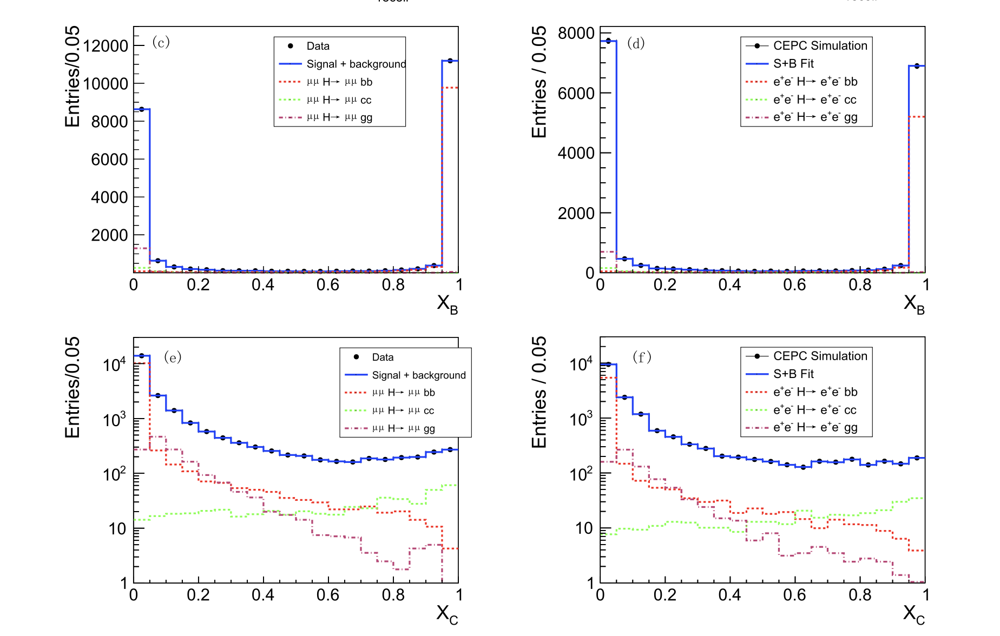 (c)
Entries/0.05
12000
10000
8000
6000
4000
2000
Data
Signal + background
μμ H→ μμ bb
μμ H→ μμ cc
μμ H→ μμ gg
0 0.2 0.4 0.6 0.8 1
X_B
(d)
Entries / 0.05
8000
6000
4000
2000
0
CEPC Simulation
S+B Fit
e⁺e⁻ H→ e⁺e⁻ bb
e⁺e⁻ H→ e⁺e⁻ cc
e⁺e⁻ H→ e⁺e⁻ gg
0 0.2 0.4 0.6 0.8 1
X_B
(e)
Entries/0.05
10⁴
10³
10²
10
1
Data
Signal + background
μμ H→ μμ bb
μμ H→ μμ cc
μμ H→ μμ gg
0 0.2 0.4 0.6 0.8 1
X_C
(f)
Entries / 0.05
10⁴
10³
10²
10
1
CEPC Simulation
S+B Fit
e⁺e⁻ H→ e⁺e⁻ bb
e⁺e⁻ H→ e⁺e⁻ cc
e⁺e⁻ H→ e⁺e⁻ gg
0 0.2 0.4 0.6 0.8 1
X_C